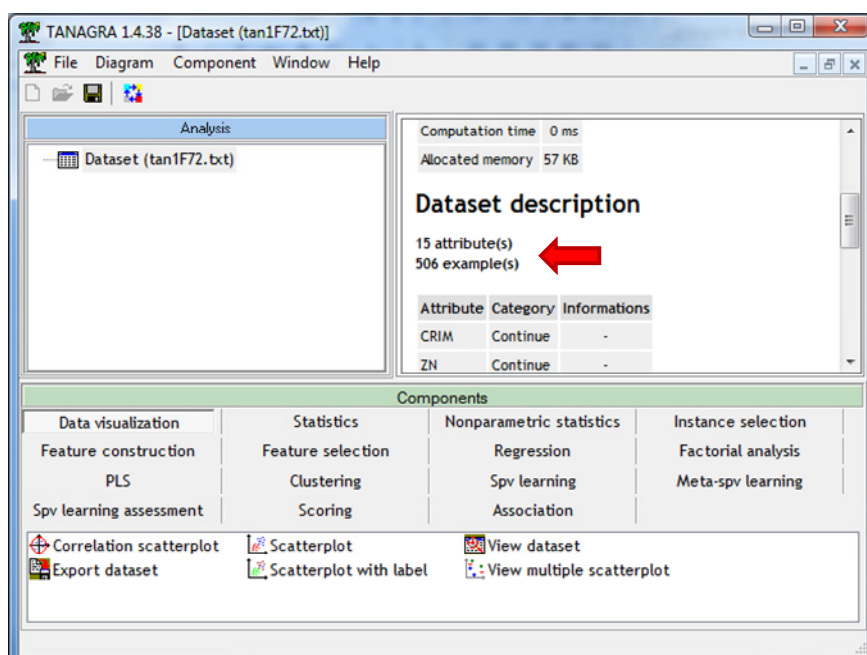 TANAGRA 1.4.38 - [Dataset (tan1F72.txt)]
File Diagram Component Window Help
Analysis
Dataset (tan1F72.txt)
Computation time 0 ms
Allocated memory 57 KB
Dataset description
15 attribute(s)
506 example(s)
Attribute Category Informations
CRIM Continue -
ZN Continue -
Components
Data visualization Statistics Nonparametric statistics Instance selection
Feature construction Feature selection Regression Factorial analysis
PLS Clustering Spv learning Meta-spv learning
Spv learning assessment Scoring Association
Correlation scatterplot Scatterplot View dataset
Export dataset Scatterplot with label View multiple scatterplot